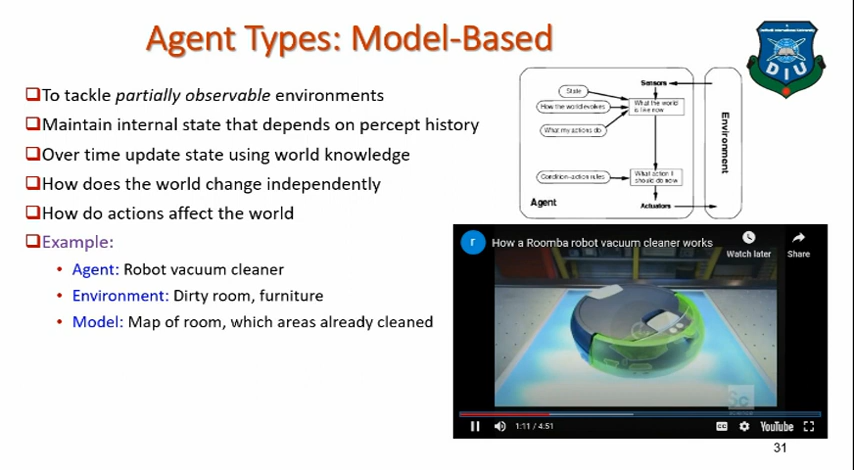 Agent Types: Model-Based
DIU
To tackle partially observable environments
Maintain internal state that depends on percept history
Over time update state using world knowledge
How does the world change independently
How do actions affect the world
Example:
Agent: Robot vacuum cleaner
Environment: Dirty room, furniture
Model: Map of room, which areas already cleaned
Sensors
State
How the world evolves
What the world
is like now
What my actions do
Condition-action rules
What action I
should do now
Agent
Actuators
Environment
r
How a Roomba robot vacuum cleaner works
Watch later
Share
Sc
1:11 / 4:51
CC
YouTube
31